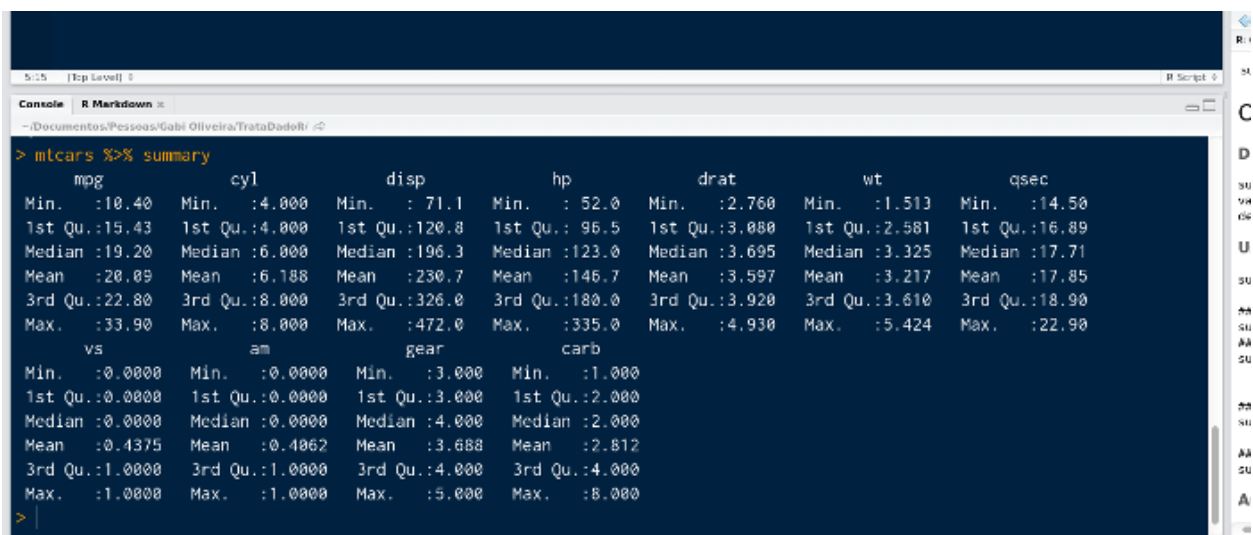 5:15 (Top Level) R Script
Console R Markdown
~/Documentos/Pessoas/Gabi Oliveira/TrataDadoR/
> mtcars %>% summary
mpg cyl disp hp drat wt qsec
Min. :10.40 Min. :4.000 Min. : 71.1 Min. : 52.0 Min. :2.760 Min. :1.513 Min. :14.50
1st Qu.:15.43 1st Qu.:4.000 1st Qu.:120.8 1st Qu.: 96.5 1st Qu.:3.080 1st Qu.:2.581 1st Qu.:16.89
Median :19.20 Median :6.000 Median :196.3 Median :123.0 Median :3.695 Median :3.325 Median :17.71
Mean :20.09 Mean :6.188 Mean :230.7 Mean :146.7 Mean :3.597 Mean :3.217 Mean :17.85
3rd Qu.:22.80 3rd Qu.:8.000 3rd Qu.:326.0 3rd Qu.:180.0 3rd Qu.:3.920 3rd Qu.:3.610 3rd Qu.:18.90
Max. :33.90 Max. :8.000 Max. :472.0 Max. :335.0 Max. :4.930 Max. :5.424 Max. :22.90
vs am gear carb
Min. :0.0000 Min. :0.0000 Min. :3.000 Min. :1.000
1st Qu.:0.0000 1st Qu.:0.0000 1st Qu.:3.000 1st Qu.:2.000
Median :0.0000 Median :0.0000 Median :4.000 Median :2.000
Mean :0.4375 Mean :0.4062 Mean :3.688 Mean :2.812
3rd Qu.:1.0000 3rd Qu.:1.0000 3rd Qu.:4.000 3rd Qu.:4.000
Max. :1.0000 Max. :1.0000 Max. :5.000 Max. :8.000
>